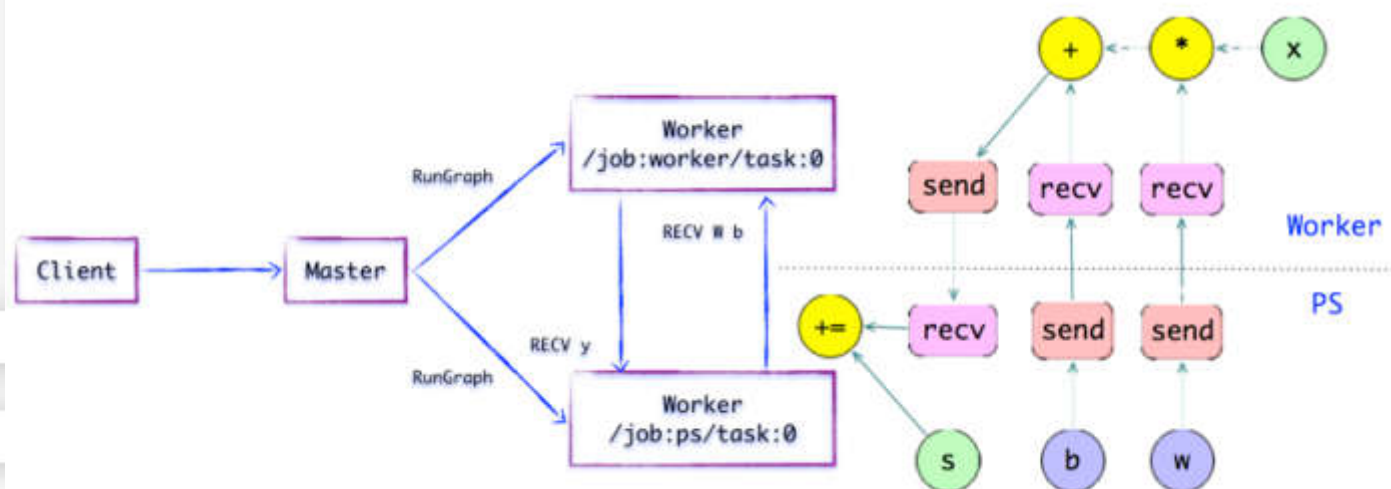 Client
Master
RunGraph
RunGraph
Worker
/job:worker/task:0
RECV W b
RECV y
Worker
/job:ps/task:0
+
*
x
send
recv
recv
Worker
PS
+=
recv
send
send
s
b
w